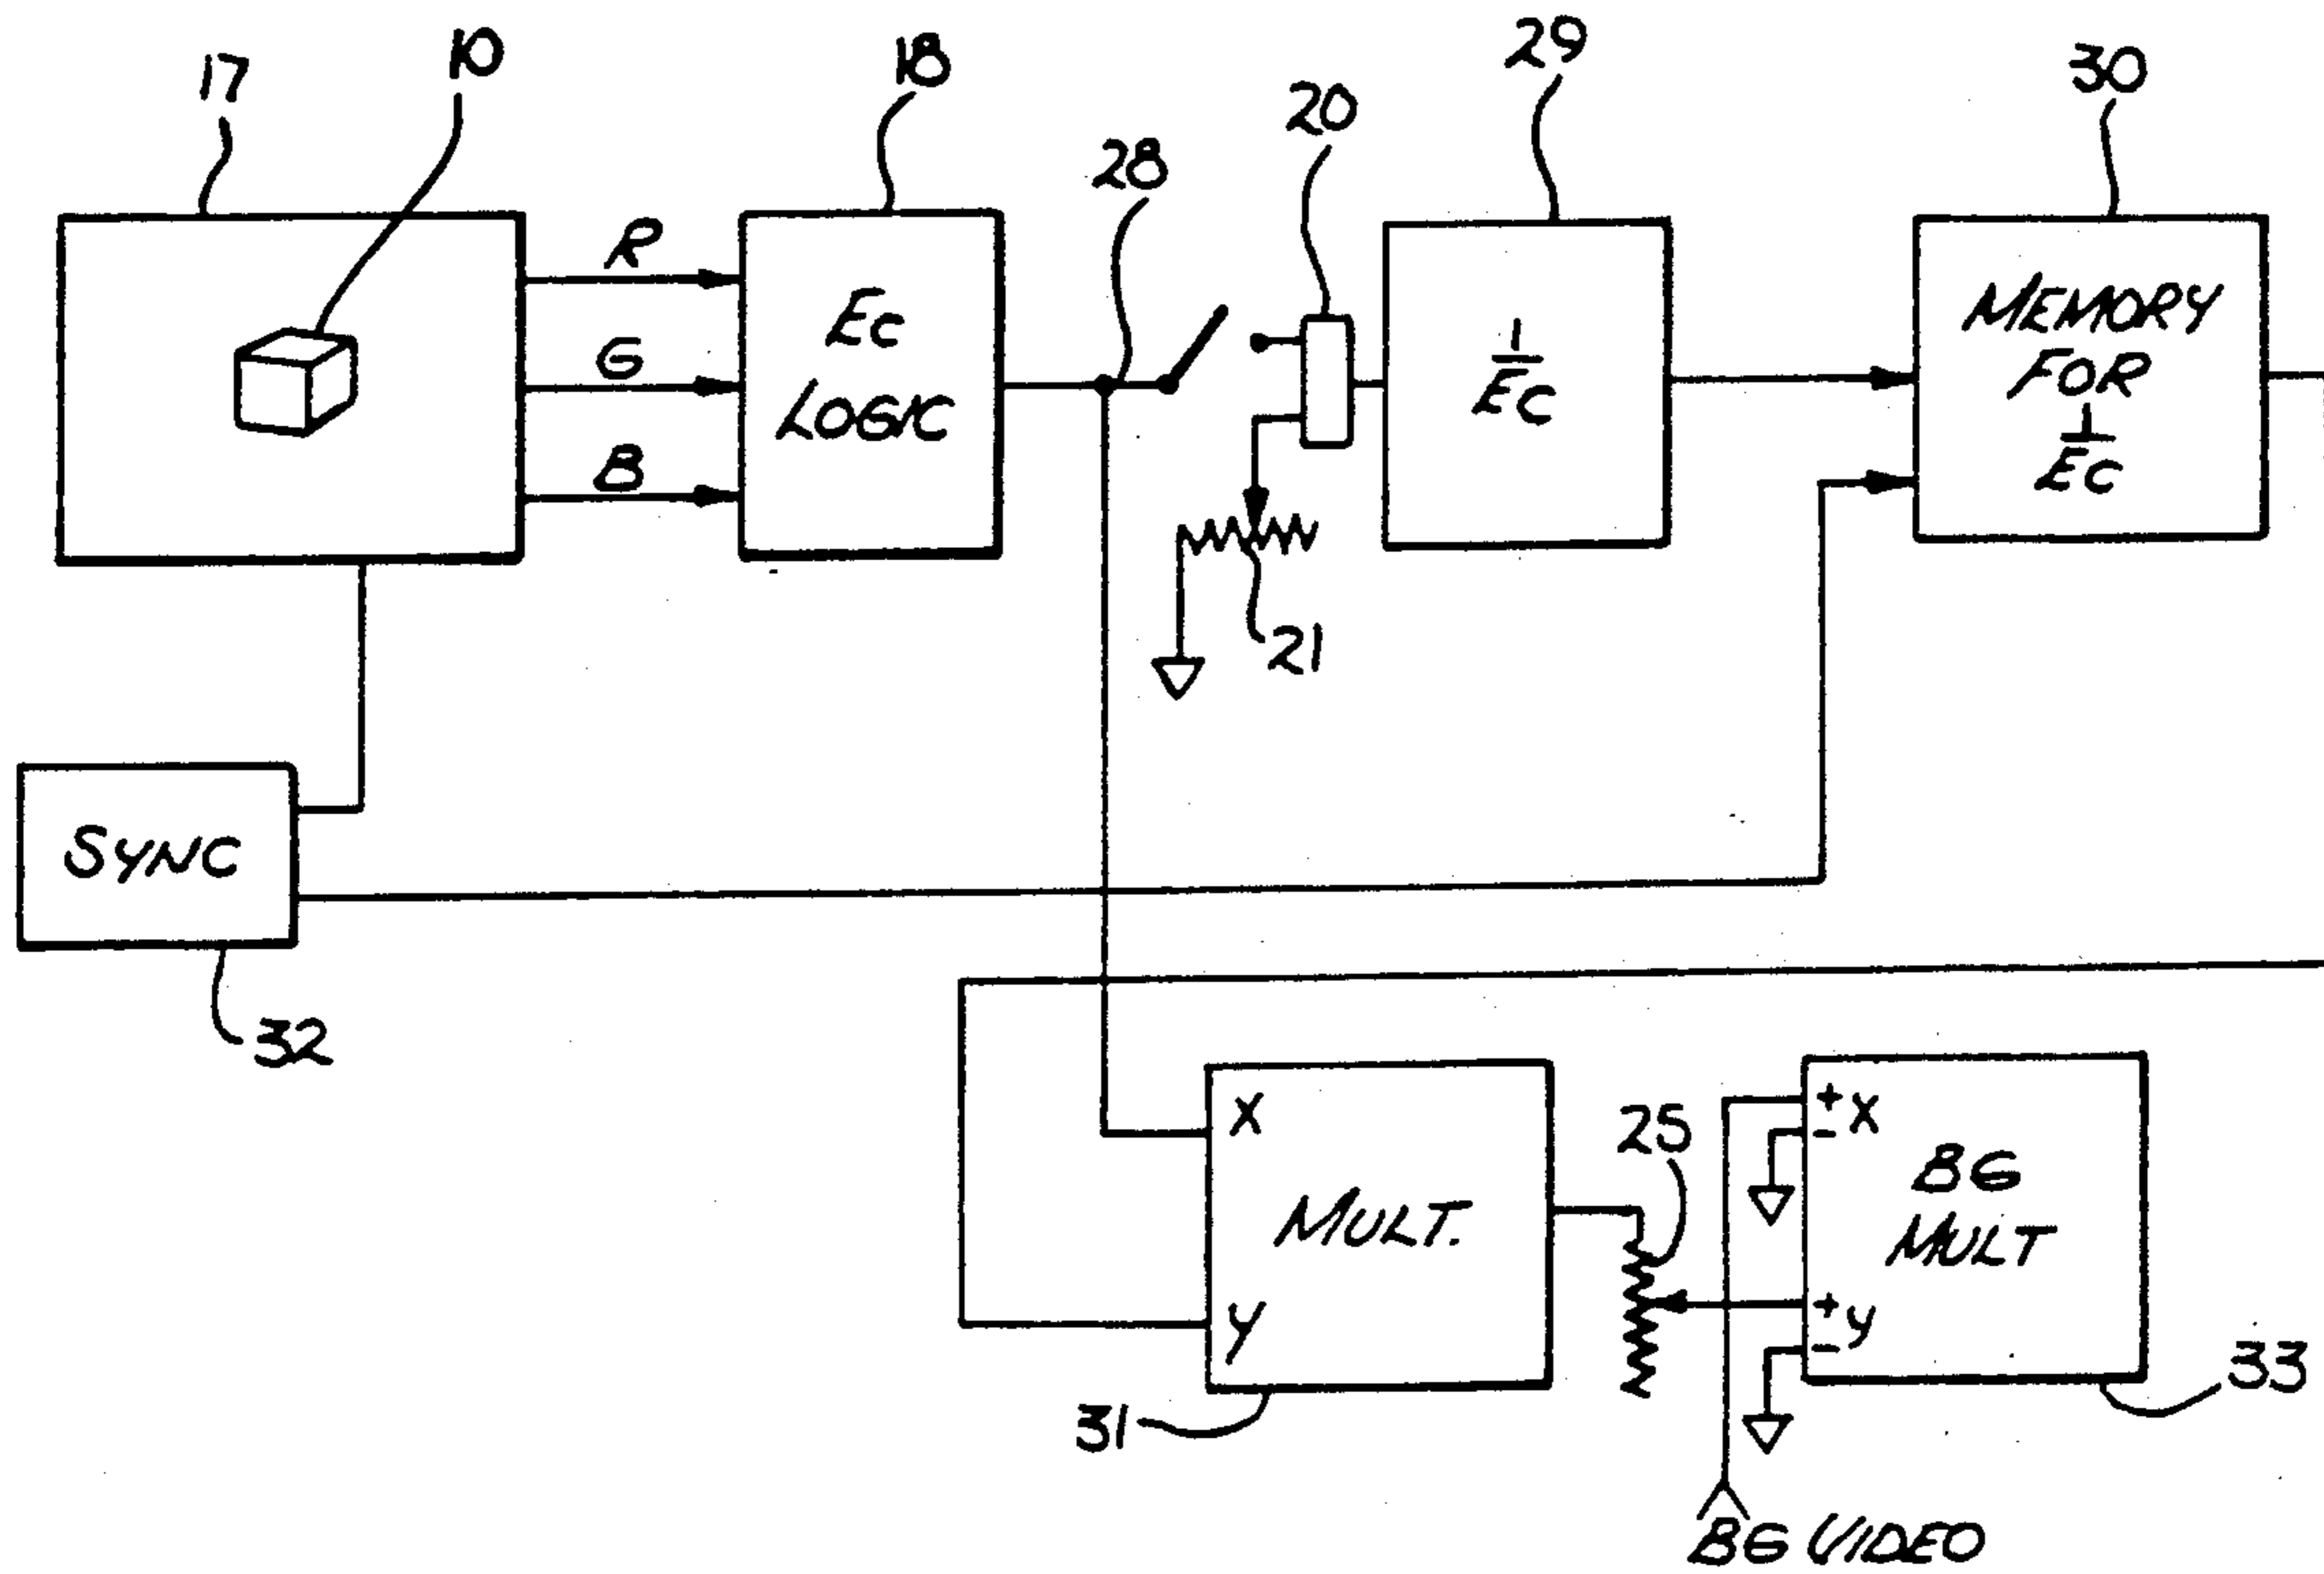 17
10
18
28
20
29
30
R
G
B
EC
LOGIC
1
EC
MEMORY
FOR
1
EC
21
SYNC
32
X
MULT.
Y
31
25
+ X
-
BG
MULT
+ Y
-
33
BG VIDEO